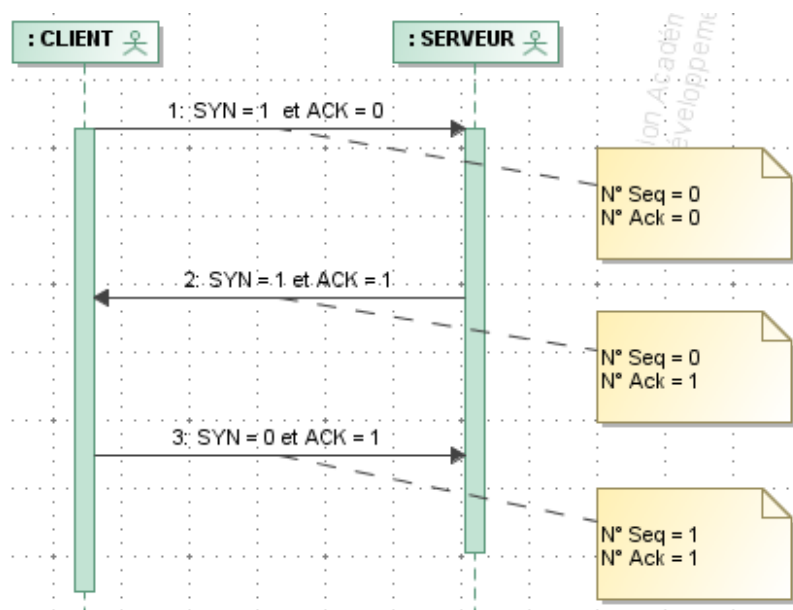 : CLIENT
: SERVEUR
1: SYN = 1 et ACK = 0
N° Seq = 0
N° Ack = 0
2: SYN = 1 et ACK = 1
N° Seq = 0
N° Ack = 1
3: SYN = 0 et ACK = 1
N° Seq = 1
N° Ack = 1